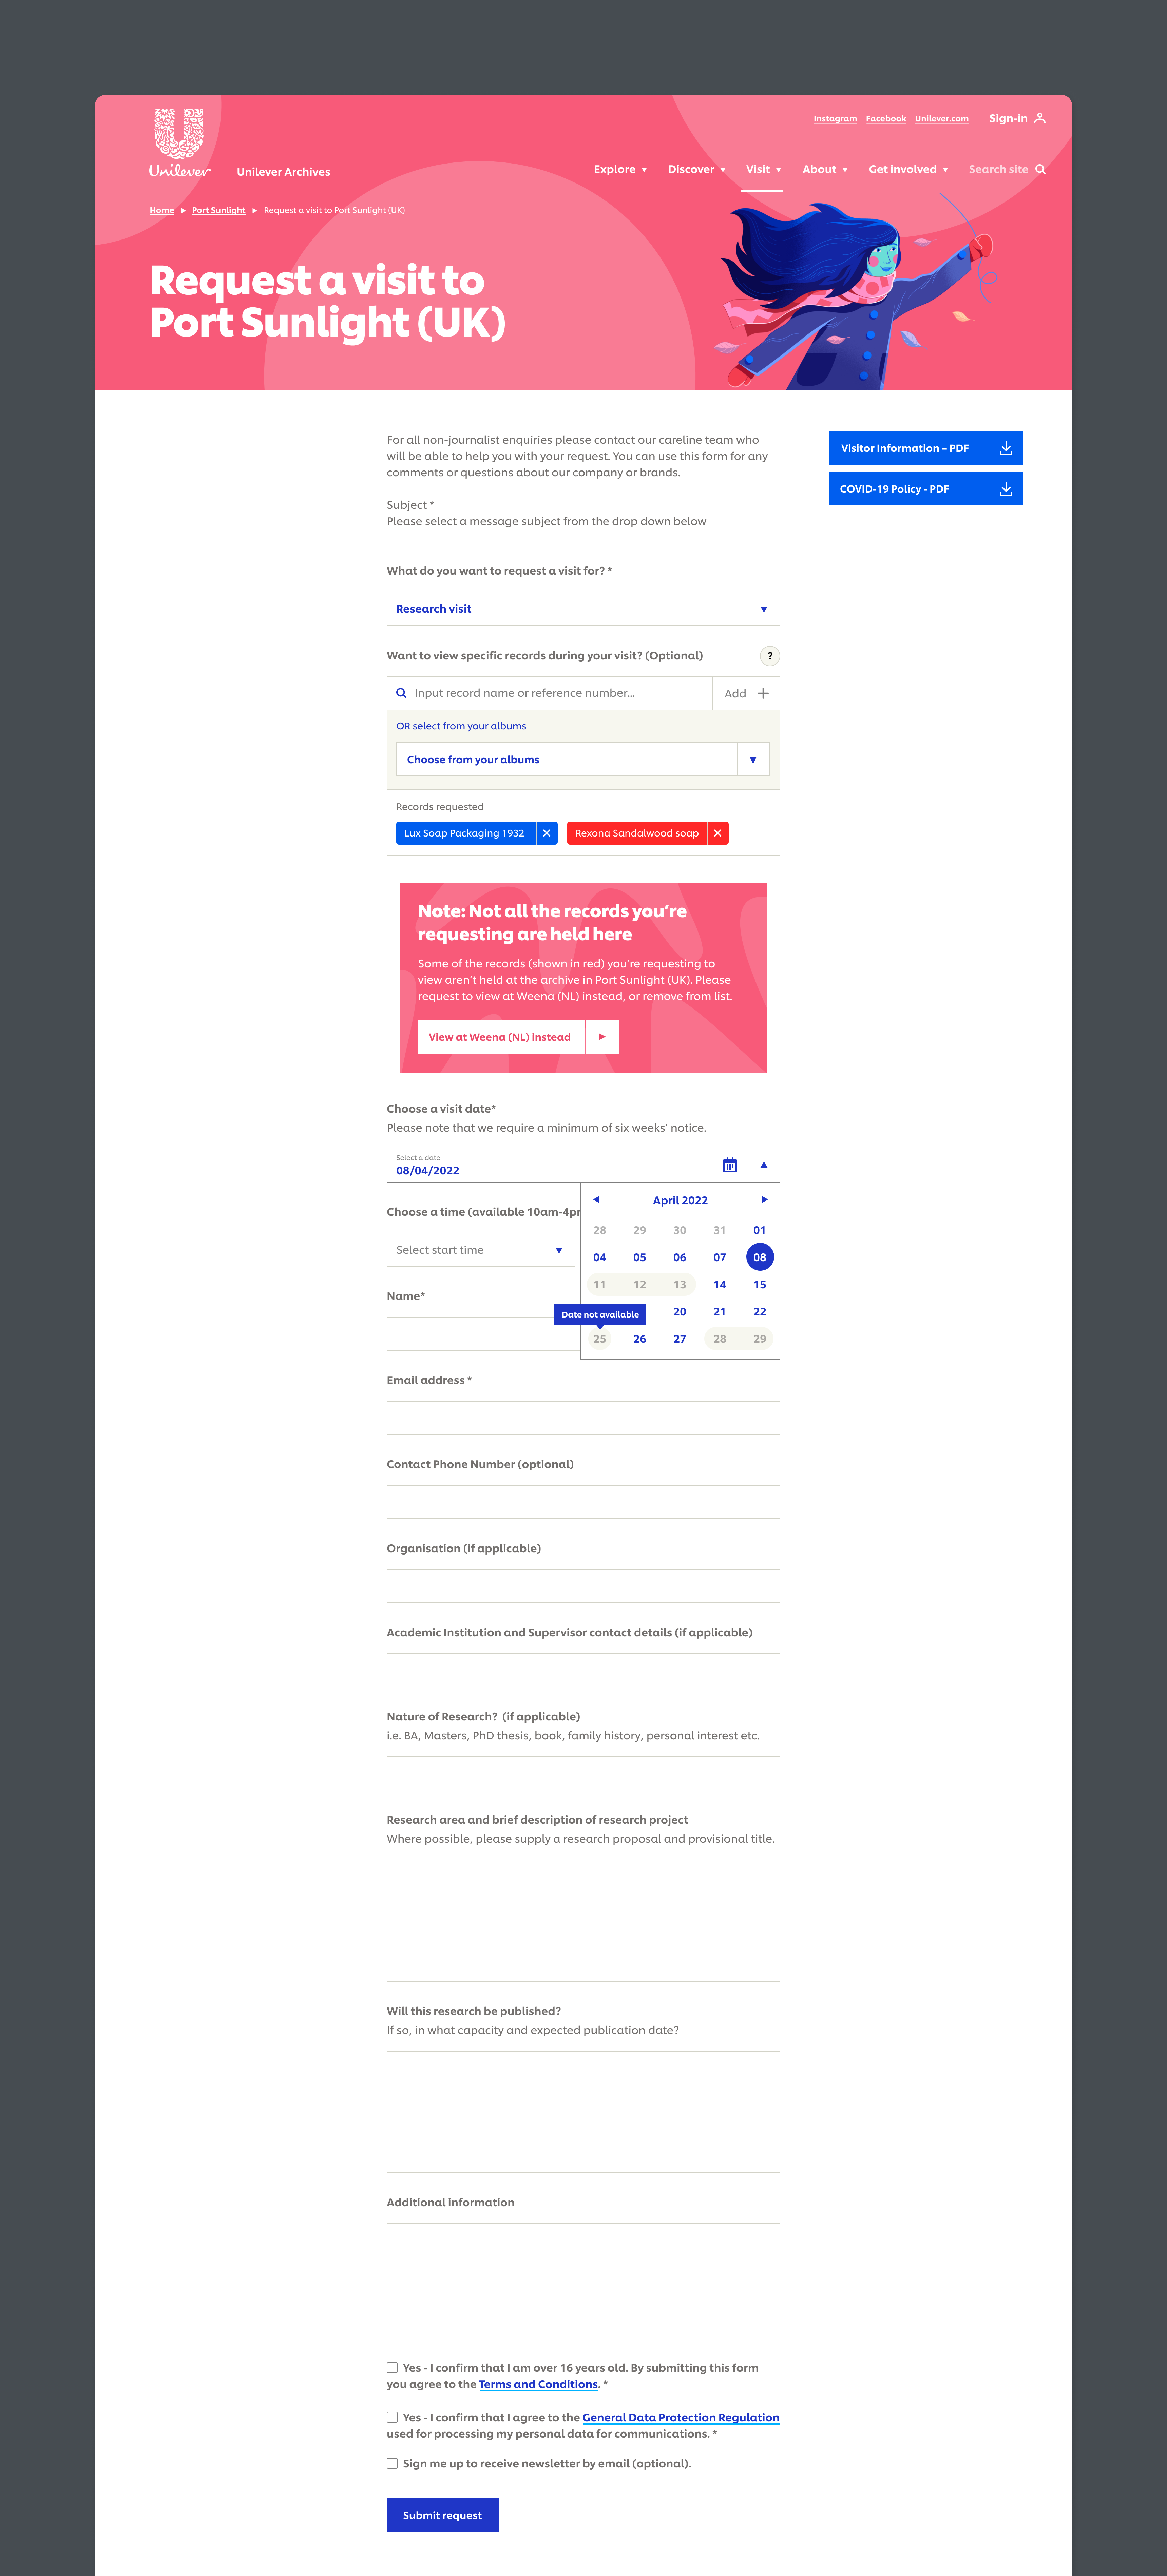 Instagram Facebook Unilever.com Sign-in
Unilever
Unilever Archives
Explore Discover Visit About Get involved Search site
Home Port Sunlight Request a visit to Port Sunlight (UK)
Request a visit to
Port Sunlight (UK)
For all non-journalist enquiries please contact our careline team who
will be able to help you with your request. You can use this form for any
comments or questions about our company or brands.
Visitor Information – PDF
COVID-19 Policy - PDF
Subject *
Please select a message subject from the drop down below
What do you want to request a visit for? *
Research visit
Want to view specific records during your visit? (Optional) ?
Input record name or reference number... Add
OR select from your albums
Choose from your albums
Records requested
Lux Soap Packaging 1932 Rexona Sandalwood soap
Note: Not all the records you're
requesting are held here
Some of the records (shown in red) you're requesting to
view aren't held at the archive in Port Sunlight (UK). Please
request to view at Weena (NL) instead, or remove from list.
View at Weena (NL) instead
Choose a visit date*
Please note that we require a minimum of six weeks' notice.
Select a date
08/04/2022
April 2022
28 29 30 31 01
04 05 06 07 08
11 12 13 14 15
20 21 22
Date not available
25 26 27 28 29
Choose a time (available 10am-4p
Select start time
Name*
Email address *
Contact Phone Number (optional)
Organisation (if applicable)
Academic Institution and Supervisor contact details (if applicable)
Nature of Research? (if applicable)
i.e. BA, Masters, PhD thesis, book, family history, personal interest etc.
Research area and brief description of research project
Where possible, please supply a research proposal and provisional title.
Will this research be published?
If so, in what capacity and expected publication date?
Additional information
Yes - I confirm that I am over 16 years old. By submitting this form
you agree to the Terms and Conditions. *
Yes - I confirm that I agree to the General Data Protection Regulation
used for processing my personal data for communications. *
Sign me up to receive newsletter by email (optional).
Submit request